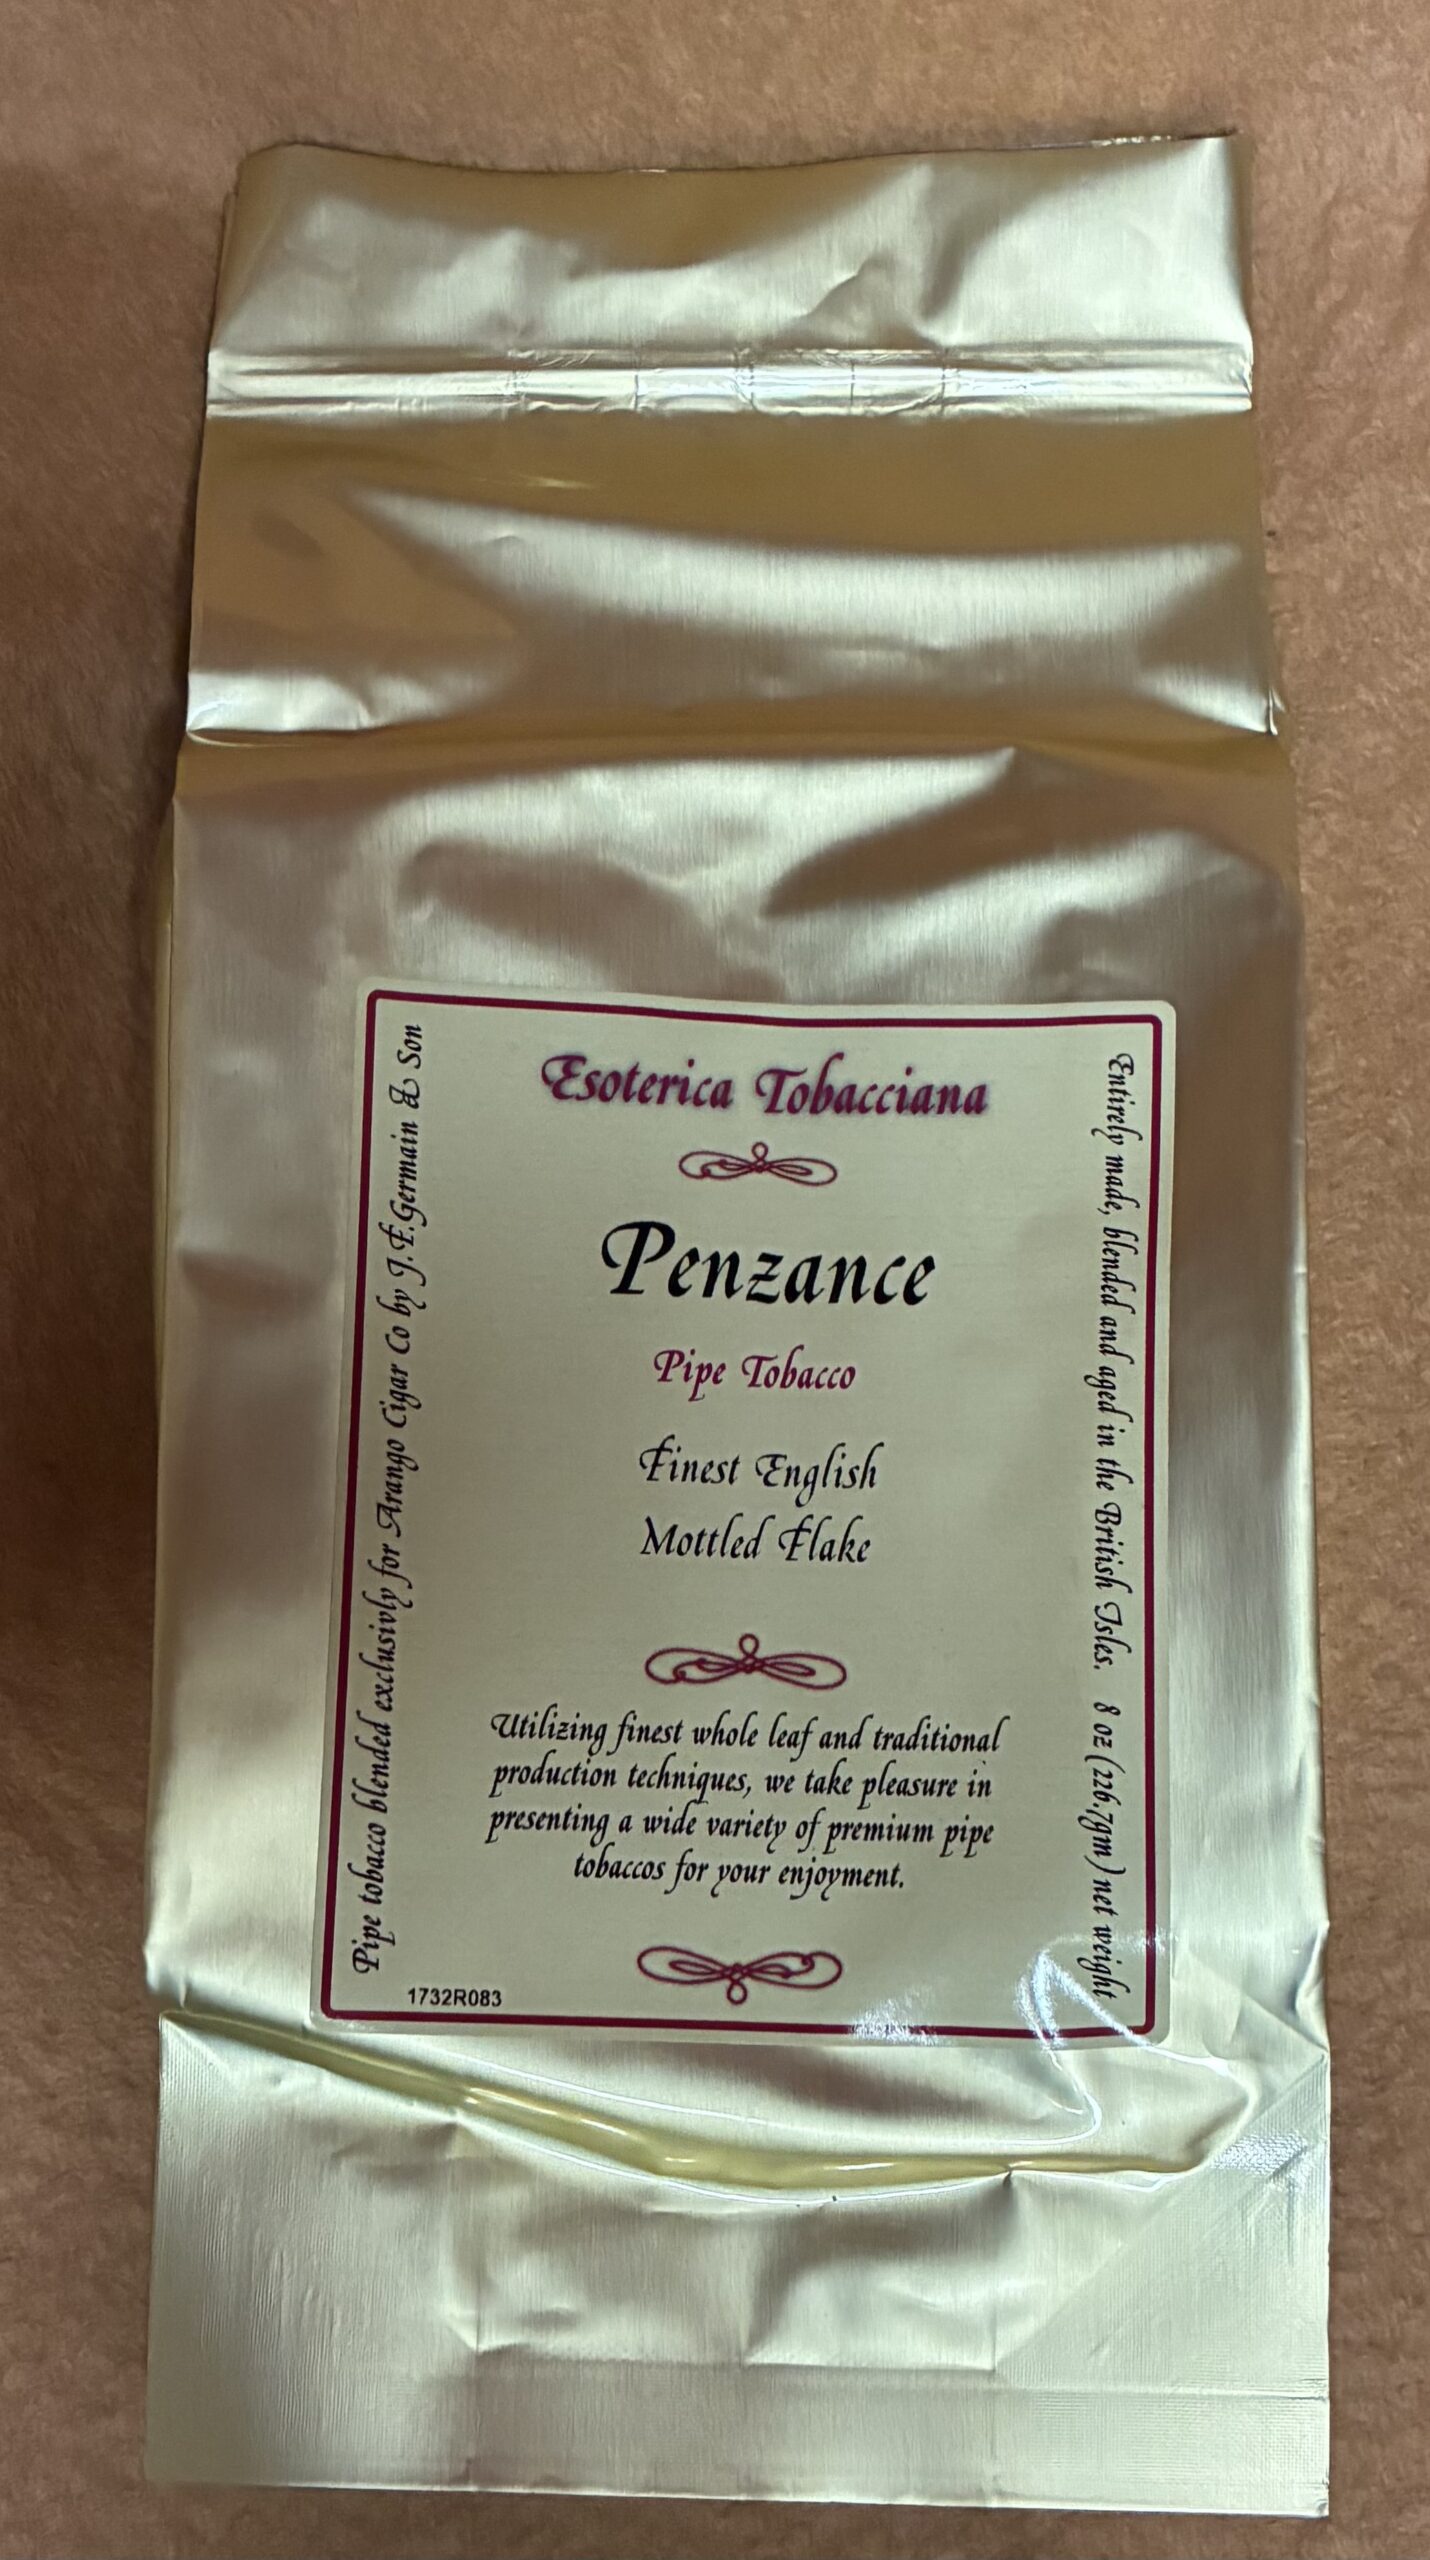 Esoterica Tobacciana
Penzance
Pipe Tobacco
Finest English
Mottled Flake
Utilizing finest whole leaf and traditional
production techniques, we take pleasure in
presenting a wide variety of premium pipe
tobaccos for your enjoyment.
1732R083
Pipe tobacco blended exclusivly for Arango Cigar Co by J.F.Germain & Son
Entirely made, blended and aged in the British Isles. 8 oz (226.7gm) net weight